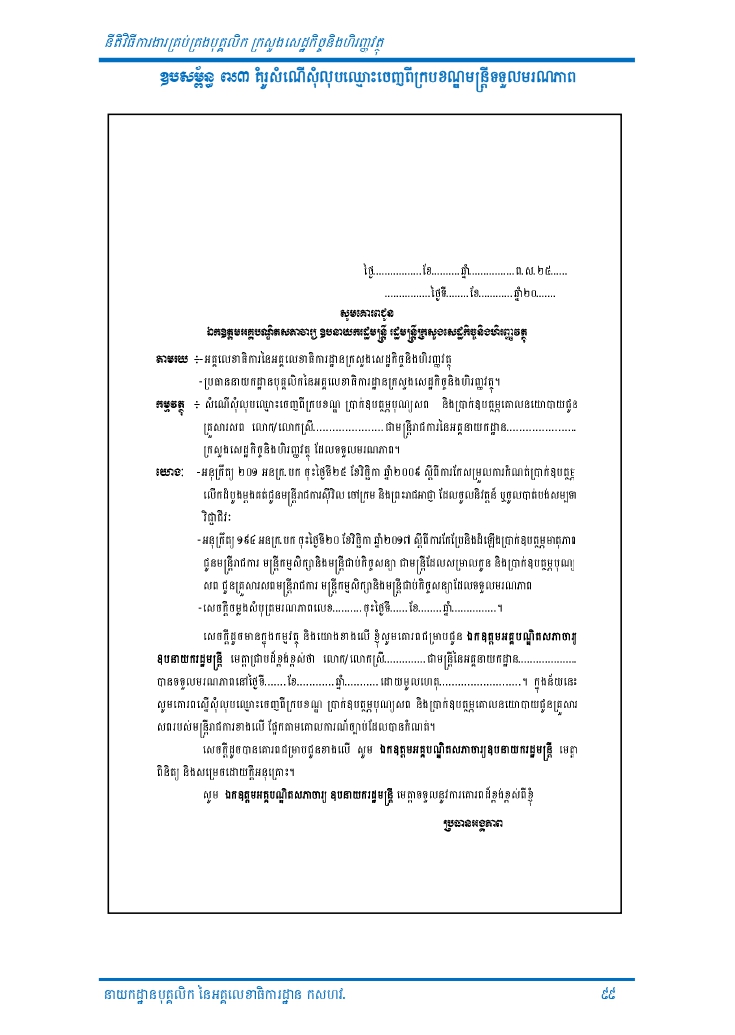 នីតិវិធីការងារគ្រប់គ្រងបុគ្គលិក ក្រសួងសេដ្ឋកិច្ចនិងហិរញ្ញវត្ថុ
ឧបសម្ព័ន្ធ ៤៣ គំរូសំណើសុំលុបឈ្មោះចេញពីក្របខណ្ឌមន្ត្រីទទួលមរណភាព
ថ្ងៃ................ខែ..........ឆ្នាំ...............ព.ស.២៥......
................ថ្ងៃទី........ខែ............ឆ្នាំ២០.......
សូមគោរពជូន
ឯកឧត្តមអគ្គបណ្ឌិតសភាចារ្យ ឧបនាយករដ្ឋមន្ត្រី រដ្ឋមន្ត្រីក្រសួងសេដ្ឋកិច្ចនិងហិរញ្ញវត្ថុ
តាមរយៈ ÷-អគ្គលេខាធិការនៃអគ្គលេខាធិការដ្ឋានក្រសួងសេដ្ឋកិច្ចនិងហិរញ្ញវត្ថុ
-ប្រធាននាយកដ្ឋានបុគ្គលិកនៃអគ្គលេខាធិការដ្ឋានក្រសួងសេដ្ឋកិច្ចនិងហិរញ្ញវត្ថុ។
កម្មវត្ថុ ÷ សំណើសុំលុបឈ្មោះចេញពីក្របខណ្ឌ ប្រាក់ឧបត្ថម្ភបុណ្យសព និងប្រាក់ឧបត្ថម្ភគោលនយោបាយជូន
គ្រួសារសព លោក/លោកស្រី......................ជាមន្ត្រីរាជការនៃអគ្គនាយកដ្ឋាន......................
ក្រសួងសេដ្ឋកិច្ចនិងហិរញ្ញវត្ថុ ដែលទទួលមរណភាព។
យោង: -អនុក្រឹត្យ ២០១ អនក្រ.បក ចុះថ្ងៃទី២៥ ខែវិច្ឆិកា ឆ្នាំ២០០៩ ស្តីពីការកែសម្រួលការកំណត់ប្រាក់ឧបត្ថម្ភ
លើកដំបូងម្តងគត់ជូនមន្ត្រីរាជការស៊ីវិល ចៅក្រម និងព្រះរាជអាជ្ញា ដែលចូលនិវត្តន៍ ឬចូលបាត់បង់សម្បទា
វិជ្ជាជីវៈ
-អនុក្រឹត្យ ១៩៤ អនក្រ.បក ចុះថ្ងៃទី២០ ខែវិច្ឆិកា ឆ្នាំ២០១៧ ស្តីពីការកែប្រែនិងដំឡើងប្រាក់ឧបត្ថម្ភមាតុភាព
ជូនមន្ត្រីរាជការ មន្ត្រីកម្មសិក្សានិងមន្ត្រីជាប់កិច្ចសន្យា ជាមន្ត្រីដែលសម្រាលកូន និងប្រាក់ឧបត្ថម្ភបុណ្យ
សព ជូនគ្រួសារសពមន្ត្រីរាជការ មន្ត្រីកម្មសិក្សានិងមន្ត្រីជាប់កិច្ចសន្យាដែលទទួលមរណភាព
-សេចក្តីចម្លងសំបុត្រមរណភាពលេខ..........ចុះថ្ងៃទី......ខែ........ឆ្នាំ...............។
សេចក្តីដូចមានក្នុងកម្មវត្ថុ និងយោងខាងលើ ខ្ញុំសូមគោរពជម្រាបជូន ឯកឧត្តមអគ្គបណ្ឌិតសភាចារ្យ
ឧបនាយករដ្ឋមន្ត្រី មេត្តាជ្រាបដ៏ខ្ពង់ខ្ពស់ថា លោក/លោកស្រី.............ជាមន្ត្រីនៃអគ្គនាយកដ្ឋាន...................
បានទទួលមរណភាពនៅថ្ងៃទី.......ខែ............ឆ្នាំ...........ដោយមូលហេតុ.........................។ ក្នុងន័យនេះ
សូមគោរពស្នើសុំលុបឈ្មោះចេញពីក្របខណ្ឌ ប្រាក់ឧបត្ថម្ភបុណ្យសព និងប្រាក់ឧបត្ថម្ភគោលនយោបាយជូនគ្រួសារ
សពរបស់មន្ត្រីរាជការខាងលើ ផ្អែកតាមគោលការណ៍ច្បាប់ដែលបានកំណត់។
សេចក្តីដូចបានគោរពជម្រាបជូនខាងលើ សូម ឯកឧត្តមអគ្គបណ្ឌិតសភាចារ្យឧបនាយករដ្ឋមន្ត្រី មេត្តា
ពិនិត្យ និងសម្រេចដោយក្តីអនុគ្រោះ។
សូម ឯកឧត្តមអគ្គបណ្ឌិតសភាចារ្យ ឧបនាយករដ្ឋមន្ត្រី មេត្តាទទួលនូវការគោរពដ៏ខ្ពង់ខ្ពស់ពីខ្ញុំ
ប្រធានអង្គភាព
នាយកដ្ឋានបុគ្គលិក នៃអគ្គលេខាធិការដ្ឋាន កសហវ.
៩៩